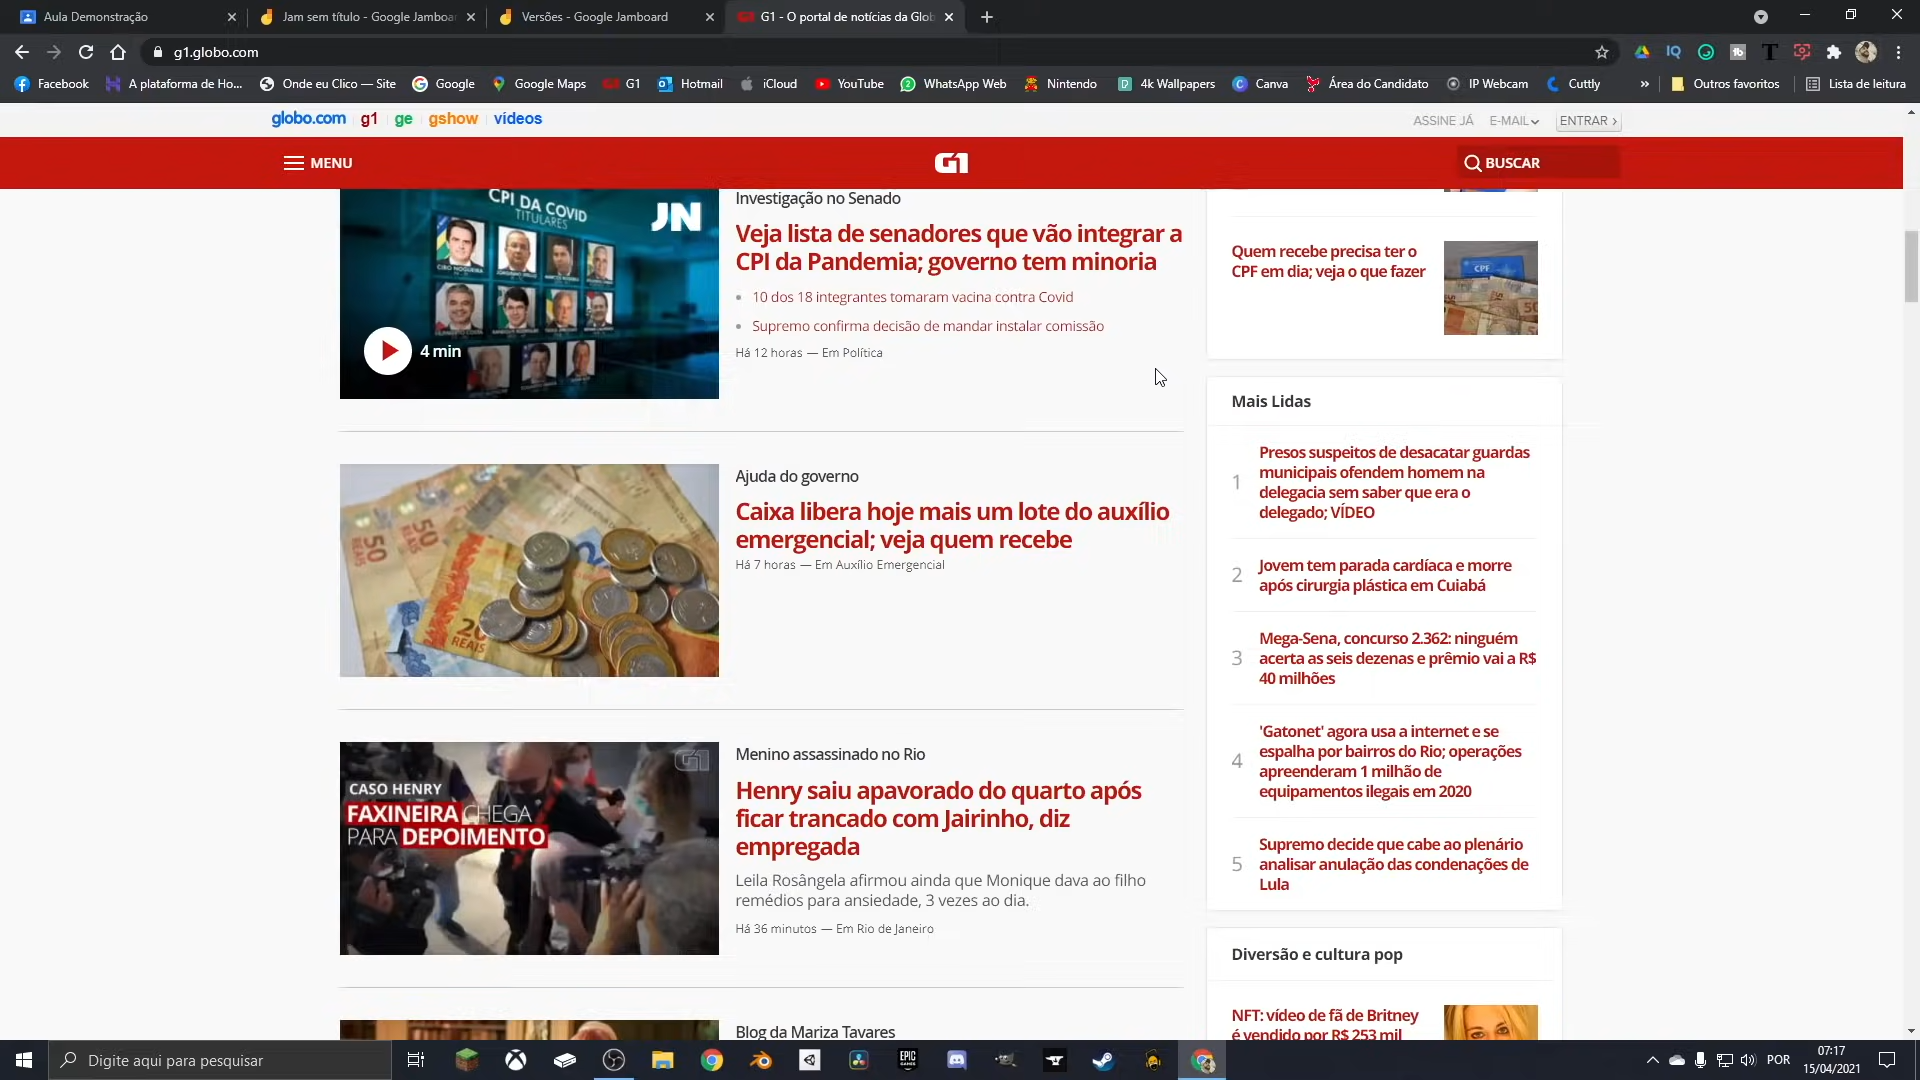 Aula Demonstração
Jam sem título - Google Jamboar
Versões - Google Jamboard
G1 - O portal de notícias da Glob
g1.globo.com
Facebook
A plataforma de Ho...
Onde eu Clico — Site
Google
Google Maps
G1
Hotmail
iCloud
YouTube
WhatsApp Web
Nintendo
4k Wallpapers
Canva
Área do Candidato
IP Webcam
Cuttly
»
Outros favoritos
Lista de leitura
globo.com g1 ge gshow vídeos
ASSINE JÁ E-MAIL ENTRAR ›
MENU
G1
BUSCAR
CPI DA COVID
TITULARES
JN
CIRO NOGUEIRA
4 min
Investigação no Senado
Veja lista de senadores que vão integrar a
CPI da Pandemia; governo tem minoria
10 dos 18 integrantes tomaram vacina contra Covid
Supremo confirma decisão de mandar instalar comissão
Há 12 horas — Em Política
Ajuda do governo
Caixa libera hoje mais um lote do auxílio
emergencial; veja quem recebe
Há 7 horas — Em Auxílio Emergencial
50
50
2
20
REAIS
G1
CASO HENRY
FAXINEIRA CHEGA
PARA DEPOIMENTO
Menino assassinado no Rio
Henry saiu apavorado do quarto após
ficar trancado com Jairinho, diz
empregada
Leila Rosângela afirmou ainda que Monique dava ao filho
remédios para ansiedade, 3 vezes ao dia.
Há 36 minutos — Em Rio de Janeiro
Blog da Mariza Tavares
Quem recebe precisa ter o
CPF em dia; veja o que fazer
CPF
Mais Lidas
1
Presos suspeitos de desacatar guardas
municipais ofendem homem na
delegacia sem saber que era o
delegado; VÍDEO
2
Jovem tem parada cardíaca e morre
após cirurgia plástica em Cuiabá
3
Mega-Sena, concurso 2.362: ninguém
acerta as seis dezenas e prêmio vai a R$
40 milhões
4
'Gatonet' agora usa a internet e se
espalha por bairros do Rio; operações
apreenderam 1 milhão de
equipamentos ilegais em 2020
5
Supremo decide que cabe ao plenário
analisar anulação das condenações de
Lula
Diversão e cultura pop
NFT: vídeo de fã de Britney
é vendido por R$ 253 mil
Digite aqui para pesquisar
EPIC
GAMES
POR
07:17
15/04/2021